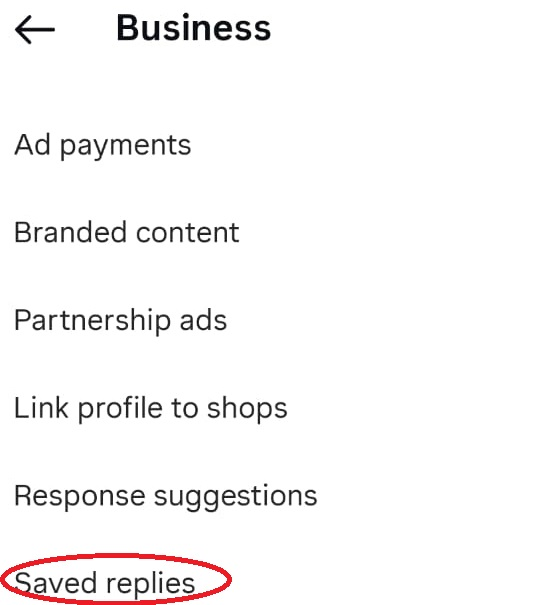 Business
Ad payments
Branded content
Partnership ads
Link profile to shops
Response suggestions
Saved replies